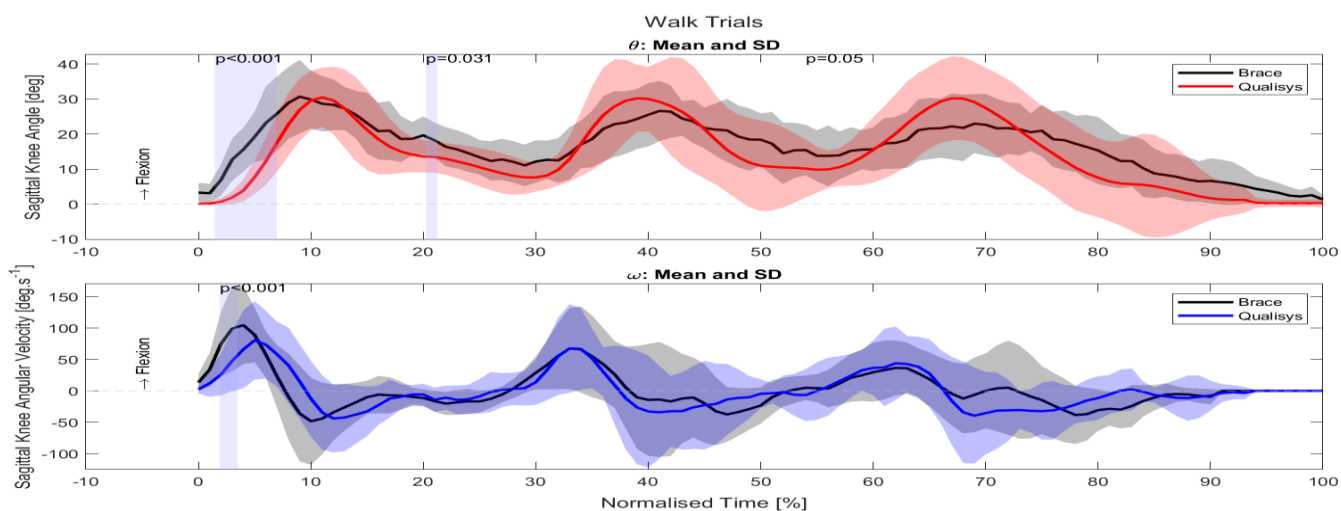 Walk Trials
θ: Mean and SD
p<0.001
p=0.031
p=0.05
Brace
Qualisys
Sagittal Knee Angle [deg]
→ Flexion
40
30
20
10
0
-10
-10 0 10 20 30 40 50 60 70 80 90 100
ω: Mean and SD
p<0.001
Brace
Qualisys
Sagittal Knee Angular Velocity [deg.s⁻¹]
→ Flexion
150
100
50
0
-50
-100
-10 0 10 20 30 40 50 60 70 80 90 100
Normalised Time [%]